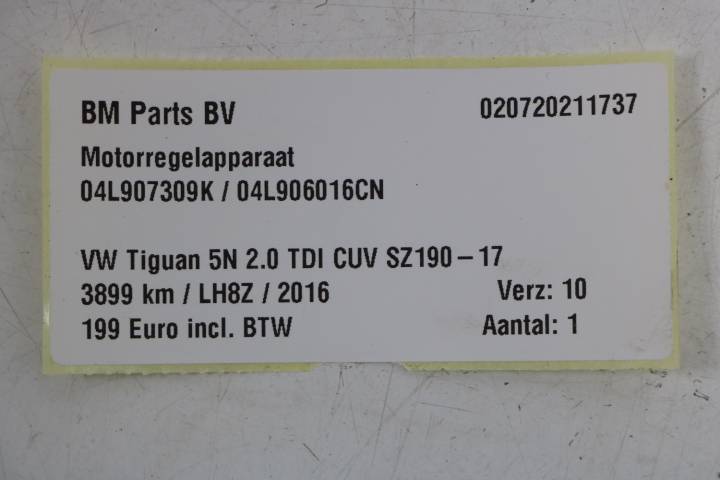 BM Parts BV 020720211737
Motorregelapparaat
04L907309K / 04L906016CN
VW Tiguan 5N 2.0 TDI CUV SZ190 – 17
3899 km / LH8Z / 2016 Verz: 10
199 Euro incl. BTW Aantal: 1